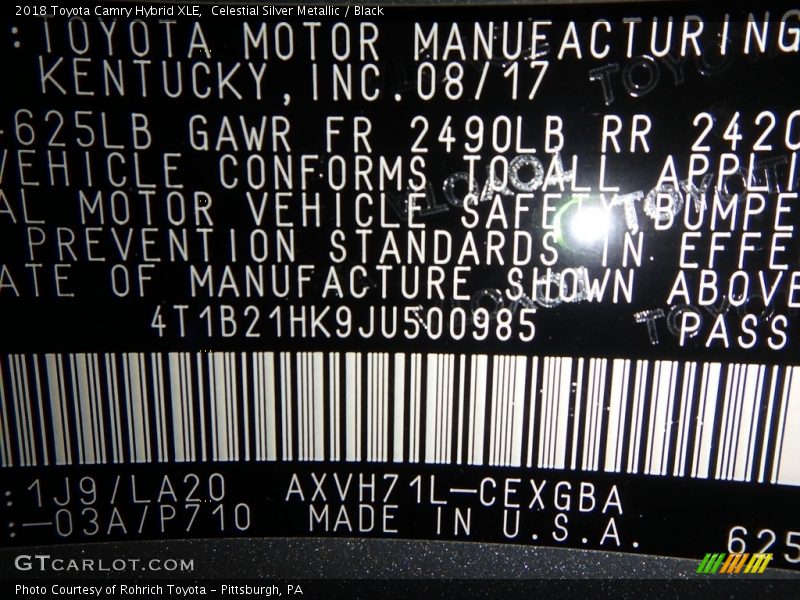 2018 Toyota Camry Hybrid XLE,  Celestial Silver Metallic / Black
:TOYOTA MOTOR MANUFACTURING
KENTUCKY, INC. 08/17
625LB GAWR FR 2490LB RR 2420
VEHICLE CONFORMS TO ALL APPLI
AL MOTOR VEHICLE SAFETY, BUMPE
PREVENTION STANDARDS IN EFFE
ATE OF MANUFACTURE SHOWN ABOVE
4T1B21HK9JU500985 PASS
:1J9/LA20 AXVH71L-CEXGBA
:-03A/P710 MADE IN U.S.A.
625
GTCARLOT.COM
Photo Courtesy of Rohrich Toyota - Pittsburgh, PA